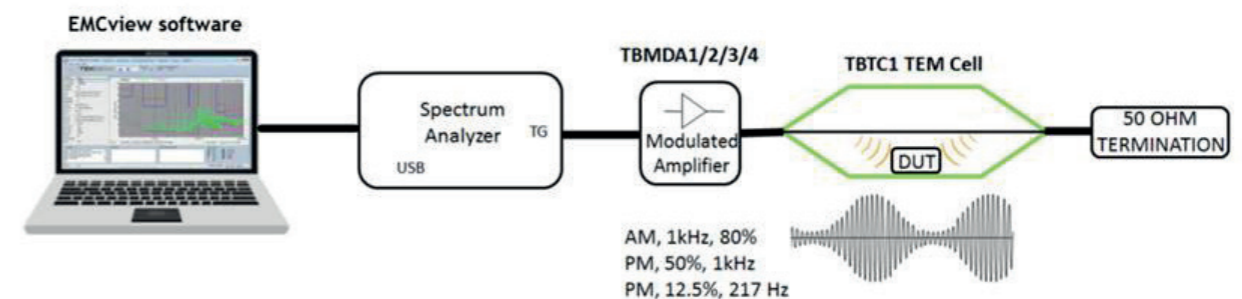 EMCview software
Spectrum
Analyzer
TG
USB
TBMDA1/2/3/4
Modulated
Amplifier
AM, 1kHz, 80%
PM, 50%, 1kHz
PM, 12.5%, 217 Hz
TBTC1 TEM Cell
DUT
50 OHM
TERMINATION